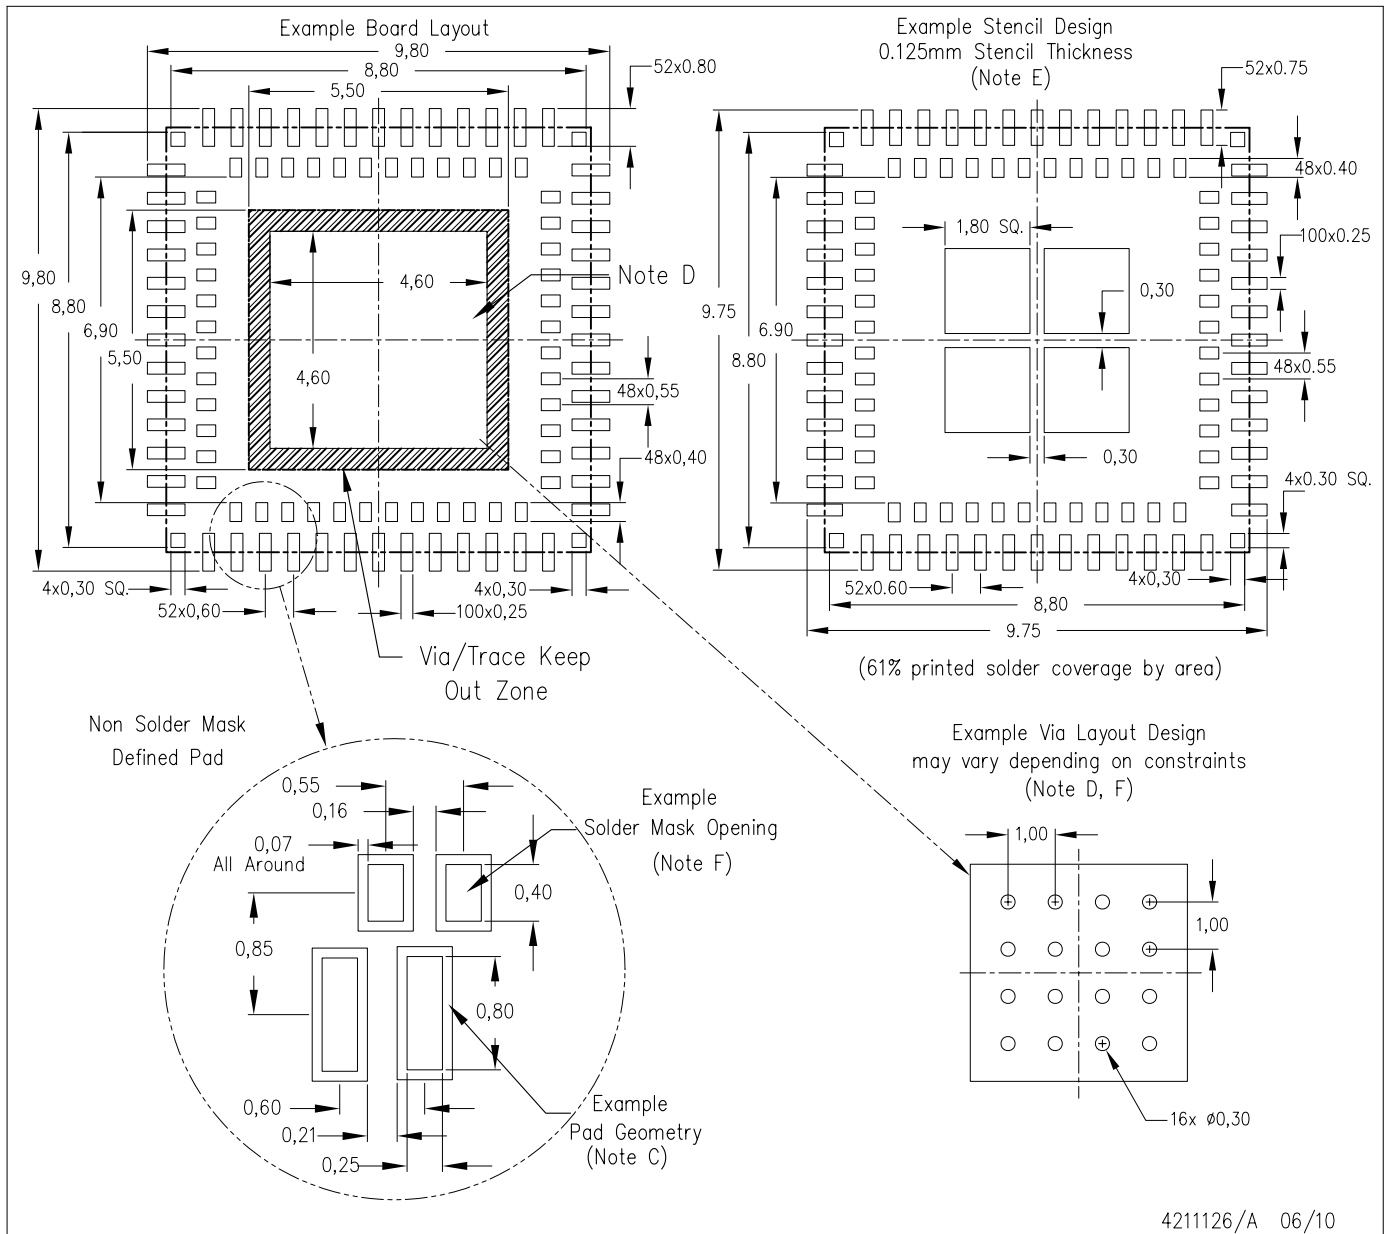 Example Board Layout
9,80
8,80
5,50
52x0.80
9,80
8,80
6,90
5,50
4,60
4,60
Note D
48x0,55
48x0,40
4x0,30 SQ.
52x0,60
100x0,25
4x0,30
Via/Trace Keep
Out Zone
Example Stencil Design
0.125mm Stencil Thickness
(Note E)
52x0.75
48x0.40
1,80 SQ.
100x0.25
0,30
9.75
6.90
8.80
48x0.55
0,30
4x0.30 SQ.
52x0.60
4x0,30
8,80
9.75
(61% printed solder coverage by area)
Non Solder Mask
Defined Pad
0,55
0,16
0,07
All Around
Example
Solder Mask Opening
(Note F)
0,40
0,85
0,80
0,60
0,21
0,25
Example
Pad Geometry
(Note C)
Example Via Layout Design
may vary depending on constraints
(Note D, F)
1,00
1,00
16x ø0,30
4211126/A 06/10